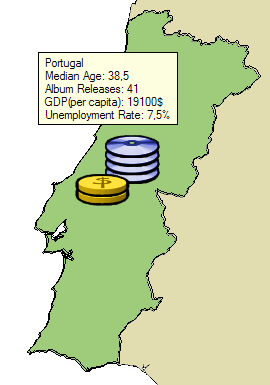 Portugal
Median Age: 38,5
Album Releases: 41
GDP(per capita): 19100$
Unemployment Rate: 7,5%
$